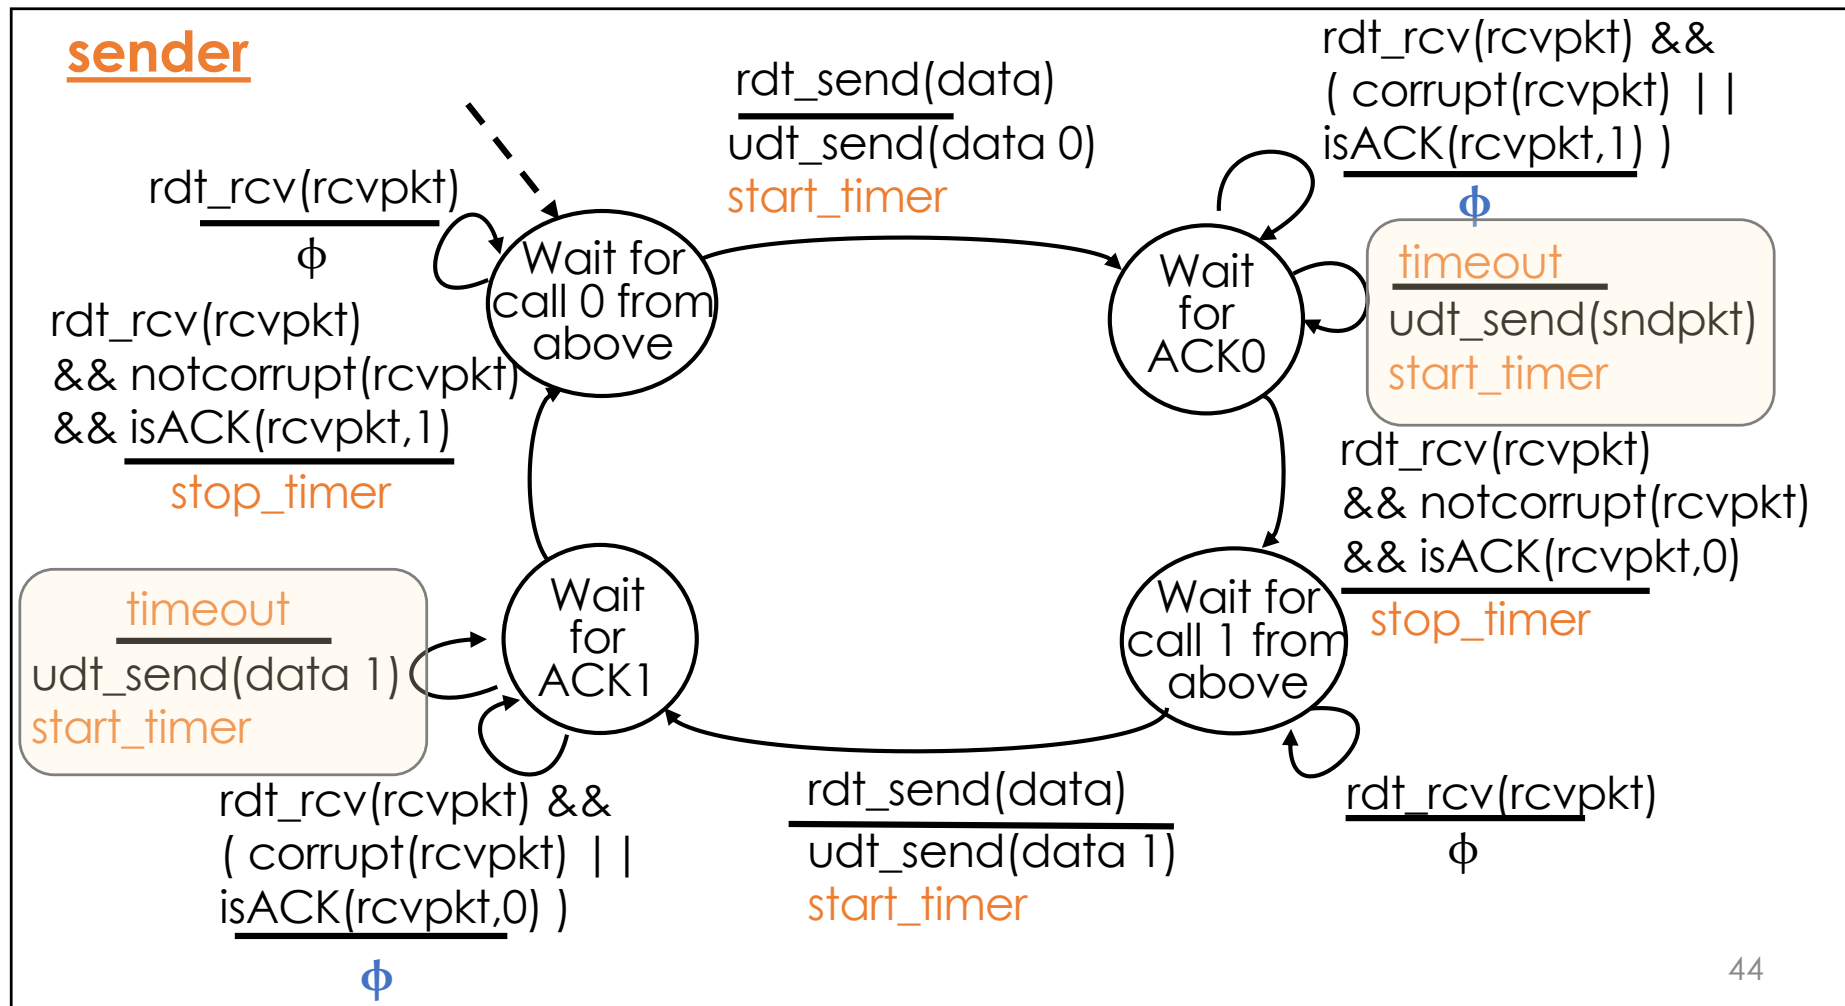 sender
rdt_send(data)
udt_send(data 0)
start_timer
rdt_rcv(rcvpkt) &&
( corrupt(rcvpkt) ||
isACK(rcvpkt,1) )
ϕ
rdt_rcv(rcvpkt)
ϕ
Wait for
call 0 from
above
Wait
for
ACK0
timeout
udt_send(sndpkt)
start_timer
rdt_rcv(rcvpkt)
&& notcorrupt(rcvpkt)
&& isACK(rcvpkt,1)
stop_timer
rdt_rcv(rcvpkt)
&& notcorrupt(rcvpkt)
&& isACK(rcvpkt,0)
stop_timer
timeout
udt_send(data 1)
start_timer
Wait
for
ACK1
Wait for
call 1 from
above
rdt_rcv(rcvpkt) &&
( corrupt(rcvpkt) ||
isACK(rcvpkt,0) )
ϕ
rdt_send(data)
udt_send(data 1)
start_timer
rdt_rcv(rcvpkt)
ϕ
44